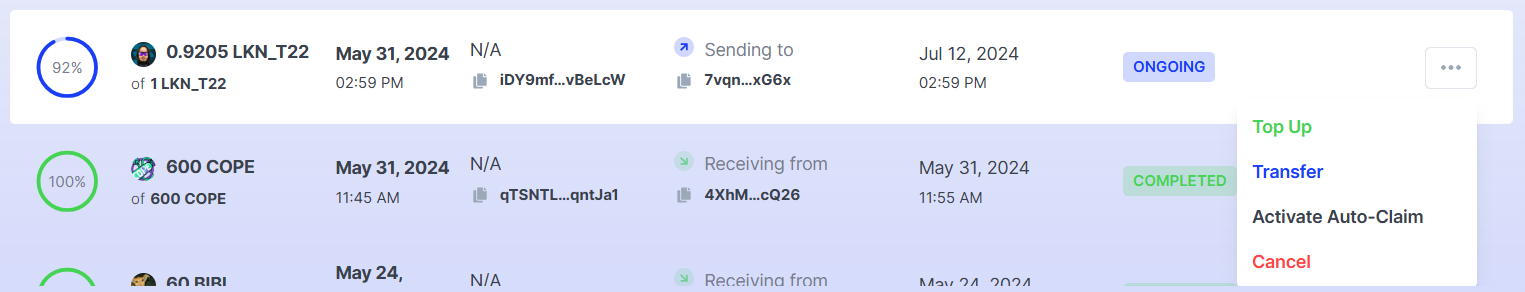 92%
0.9205 LKN_T22
of 1 LKN_T22
May 31, 2024
02:59 PM
N/A
iDY9mf...vBeLcW
Sending to
7vqn...xG6x
Jul 12, 2024
02:59 PM
ONGOING
Top Up
Transfer
Activate Auto-Claim
Cancel
100%
600 COPE
of 600 COPE
May 31, 2024
11:45 AM
N/A
qTSNTL...qntJa1
Receiving from
4XhM...cQ26
May 31, 2024
11:55 AM
COMPLETED
60 BIBL
May 24,
N/A
Receiving from
May 24, 2024